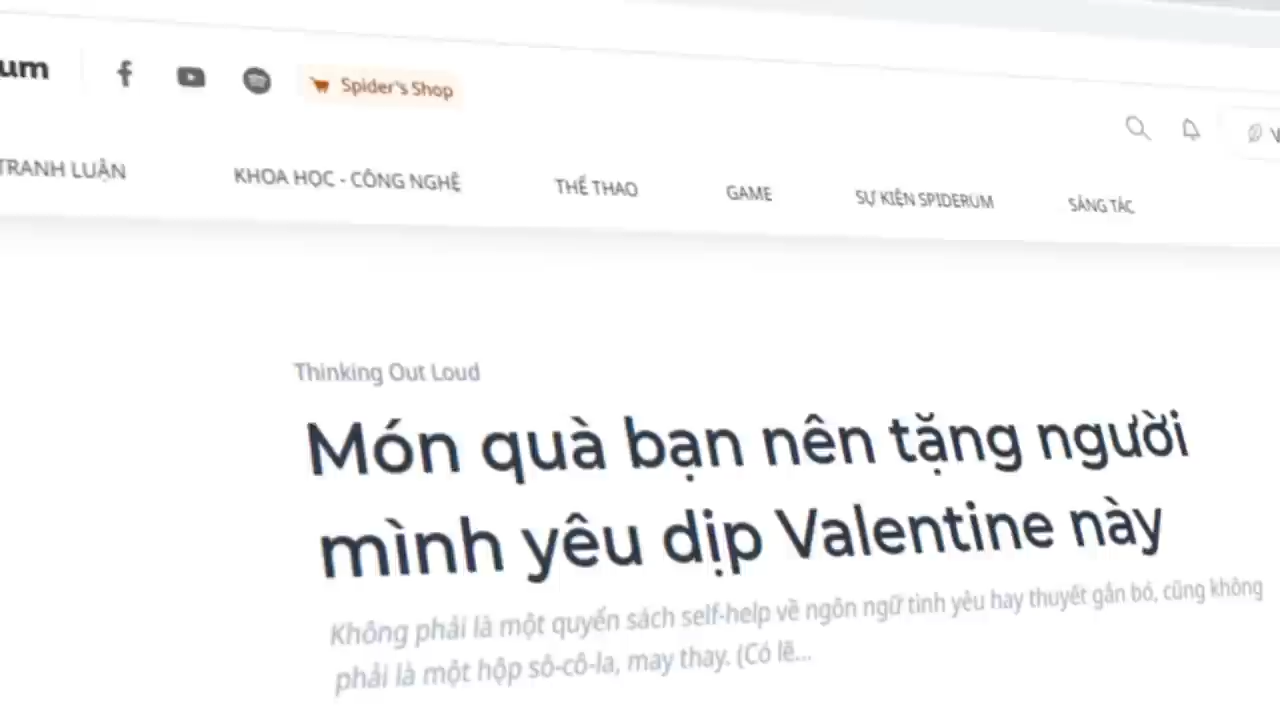 um
Spider's Shop
TRANH LUẬN
KHOA HỌC - CÔNG NGHỆ
THỂ THAO
GAME
SỰ KIỆN SPIDERUM
SÁNG TÁC
Thinking Out Loud
Món quà bạn nên tặng người
mình yêu dịp Valentine này
Không phải là một quyển sách self-help về ngôn ngữ tình yêu hay thuyết gắn bó, cũng không
phải là một hộp sô-cô-la, may thay. (Có lẽ...